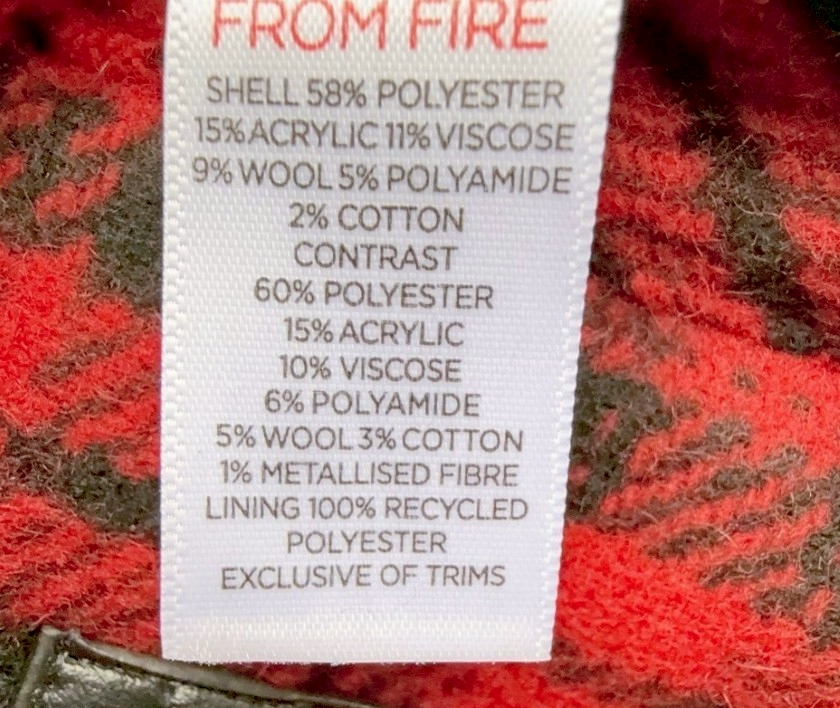 FROM FIRE
SHELL 58% POLYESTER
15% ACRYLIC 11% VISCOSE
9% WOOL 5% POLYAMIDE
2% COTTON
CONTRAST
60% POLYESTER
15% ACRYLIC
10% VISCOSE
6% POLYAMIDE
5% WOOL 3% COTTON
1% METALLISED FIBRE
LINING 100% RECYCLED
POLYESTER
EXCLUSIVE OF TRIMS